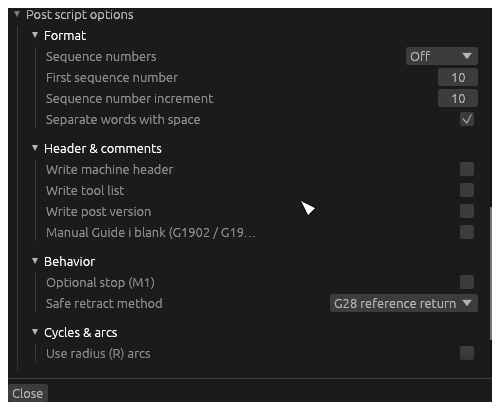 Post script options
Format
Sequence numbers Off
First sequence number 10
Sequence number increment 10
Separate words with space
Header & comments
Write machine header
Write tool list
Write post version
Manual Guide i blank (G1902 / G19…
Behavior
Optional stop (M1)
Safe retract method G28 reference return
Cycles & arcs
Use radius (R) arcs
Close